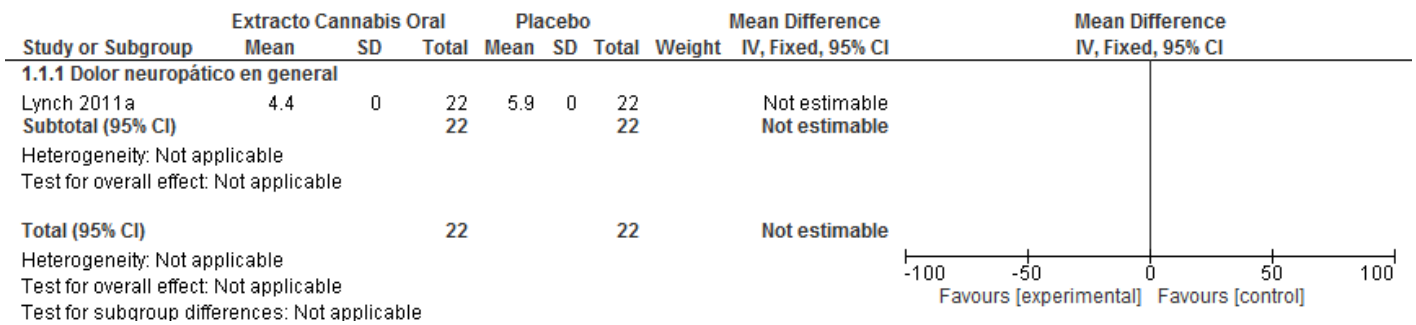 Extracto Cannabis Oral Placebo Mean Difference Mean Difference
Study or Subgroup Mean SD Total Mean SD Total Weight IV, Fixed, 95% CI IV, Fixed, 95% CI
1.1.1 Dolor neuropático en general
Lynch 2011a 4.4 0 22 5.9 0 22 Not estimable
Subtotal (95% CI) 22 22 Not estimable
Heterogeneity: Not applicable
Test for overall effect: Not applicable
Total (95% CI) 22 22 Not estimable
Heterogeneity: Not applicable
Test for overall effect: Not applicable
Test for subgroup differences: Not applicable
-100 -50 0 50 100
Favours [experimental] Favours [control]